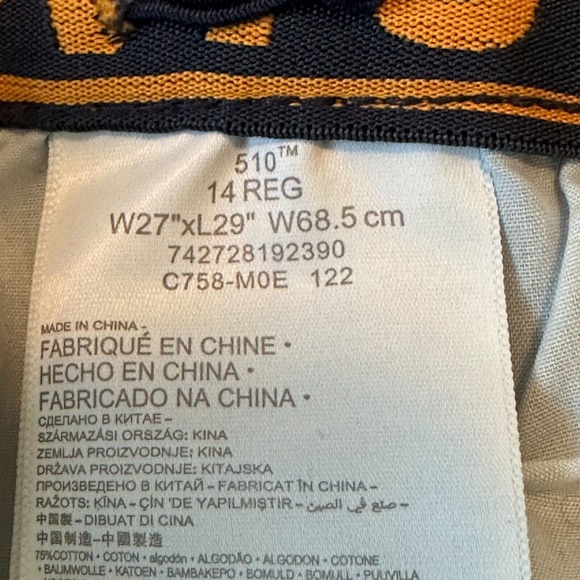 510™
14 REG
W27"xL29" W68.5 cm
742728192390
C758-M0E 122
MADE IN CHINA -
FABRIQUÉ EN CHINE •
HECHO EN CHINA •
FABRICADO NA CHINA •
СДЕЛАНО В КИТАЕ –
SZÁRMAZÁSI ORSZÁG: KINA
ZEMLJA PROIZVODNJE: KINA
DRŽAVA PROIZVODNJE: KITAJSKA
ПРОИЗВЕДЕНО В КИТАЙ – FABRICAT ÎN CHINA –
RAŽOTS: ĶĪNA – ÇİN 'DE YAPILMIŞTIR – صنع في الصين –
中国製 – DIBUAT DI CINA
中国制造 – 中國製造
75%COTTON • COTON • algodón • ALGODÃO • ALGODON • COTONE
• BAUMWOLLE • KATOEN • BAMBAKEPO • BOMULD • BOMULL • PUUVILLA